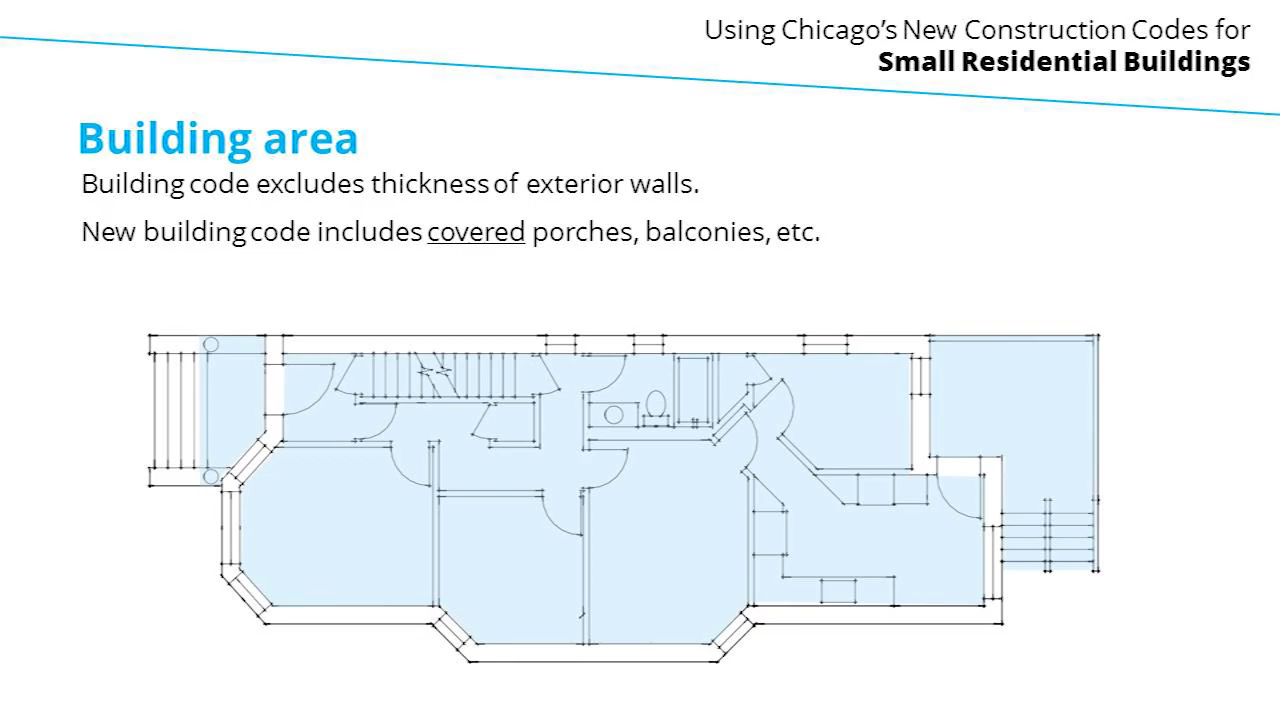 Using Chicago’s New Construction Codes for
Small Residential Buildings
Building area
Building code excludes thickness of exterior walls.
New building code includes covered porches, balconies, etc.